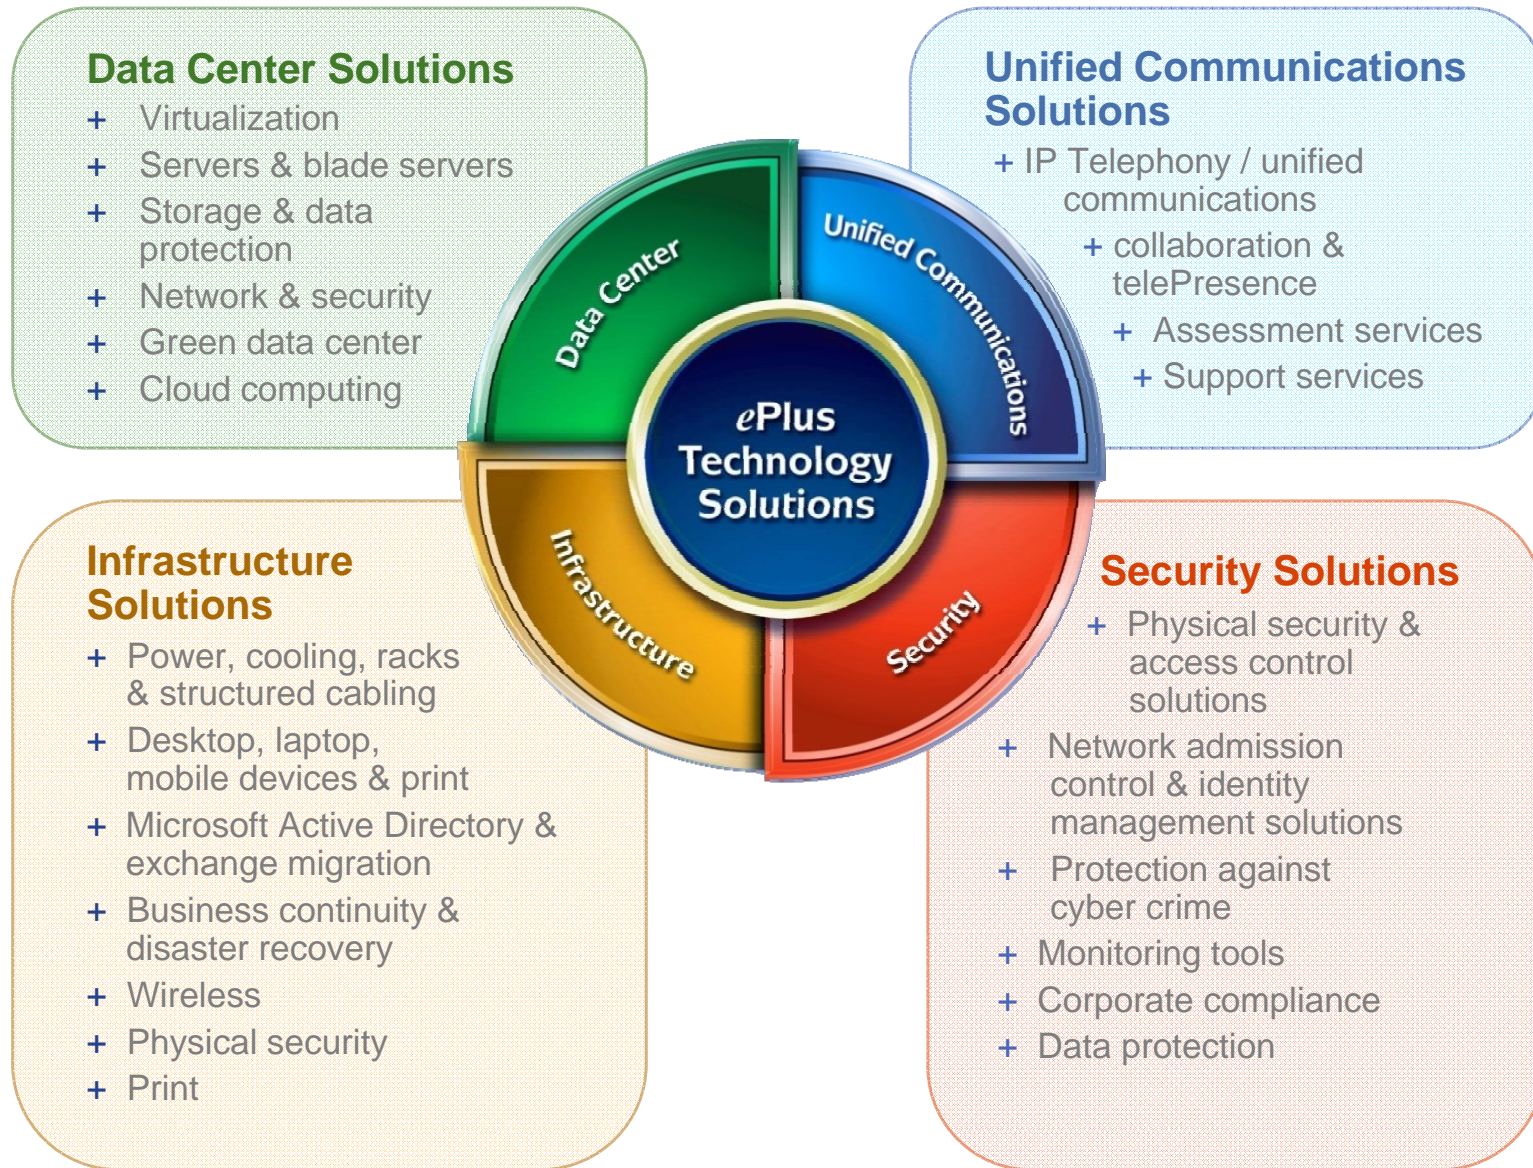 Data Center Solutions
+ Virtualization
+ Servers & blade servers
+ Storage & data
protection
+ Network & security
+ Green data center
+ Cloud computing
Unified Communications
Solutions
+ IP Telephony / unified
communications
+ collaboration &
telePresence
+ Assessment services
+ Support services
Data Center
Unified Communications
ePlus
Technology
Solutions
Infrastructure
Security
Infrastructure
Solutions
+ Power, cooling, racks
& structured cabling
+ Desktop, laptop,
mobile devices & print
+ Microsoft Active Directory &
exchange migration
+ Business continuity &
disaster recovery
+ Wireless
+ Physical security
+ Print
Security Solutions
+ Physical security &
access control
solutions
+ Network admission
control & identity
management solutions
+ Protection against
cyber crime
+ Monitoring tools
+ Corporate compliance
+ Data protection